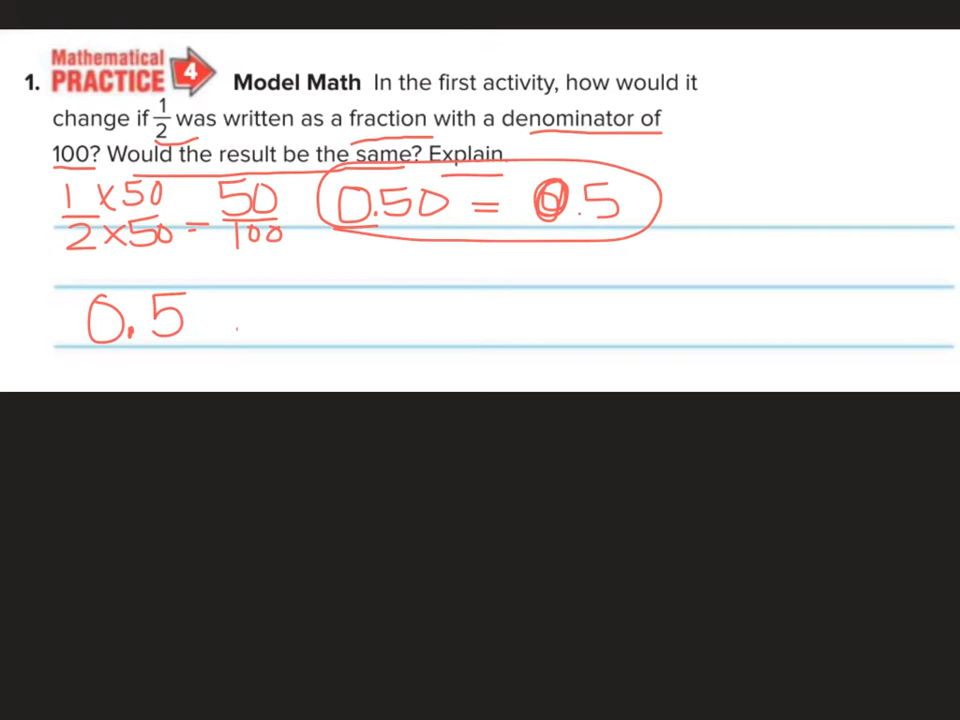 Mathematical
1. PRACTICE 4 Model Math In the first activity, how would it
change if 1/2 was written as a fraction with a denominator of
100? Would the result be the same? Explain.
1 × 50 / 2 × 50 = 50/100 0.50 = 0.5
0.5